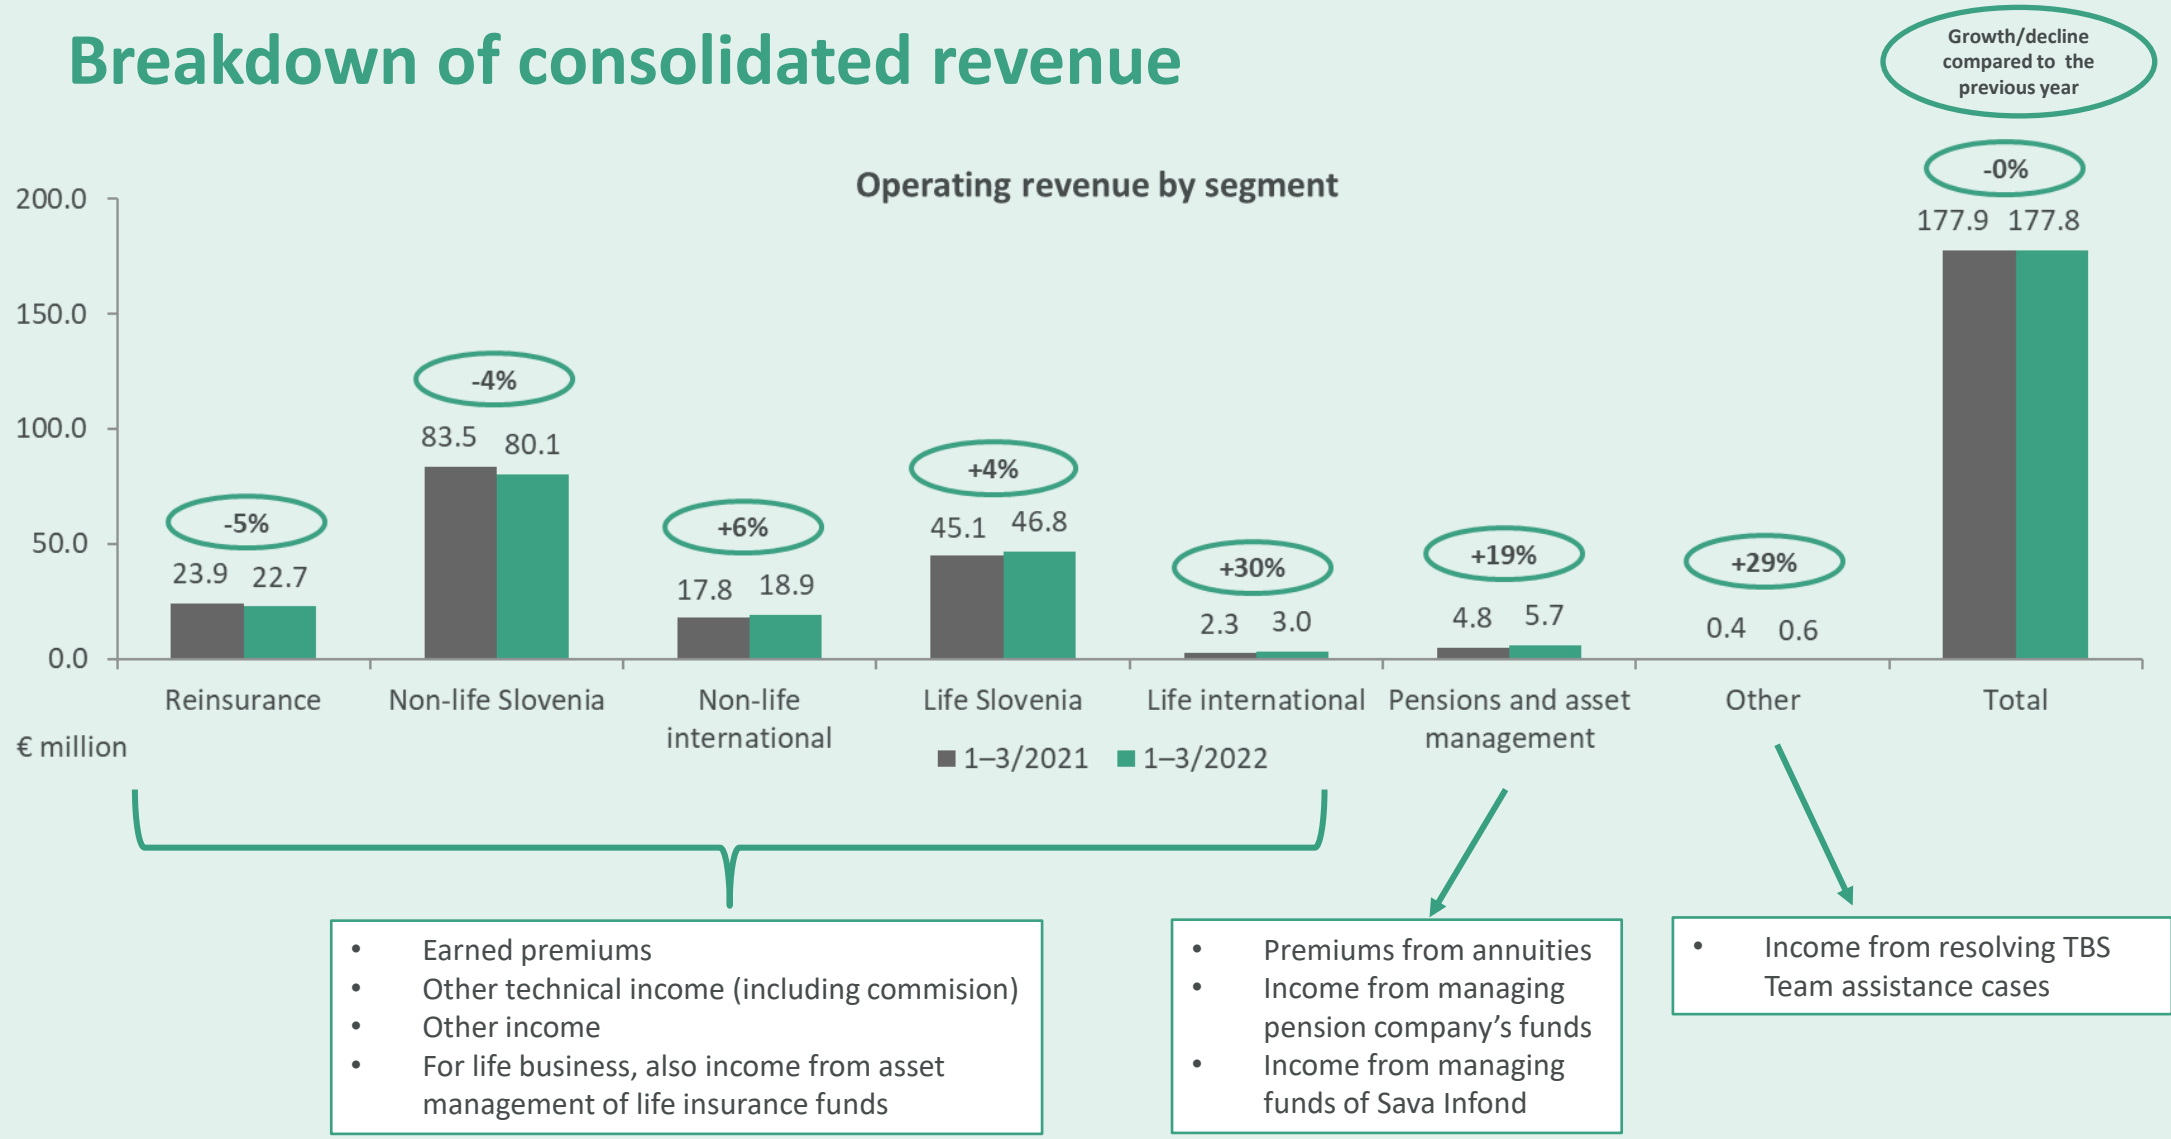 Breakdown of consolidated revenue
Growth/decline
compared to the
previous year
Operating revenue by segment
200.0
150.0
100.0
50.0
0.0
€ million
-5%
23.9 22.7
-4%
83.5 80.1
+6%
17.8 18.9
+4%
45.1 46.8
+30%
2.3 3.0
+19%
4.8 5.7
+29%
0.4 0.6
-0%
177.9 177.8
Reinsurance
Non-life Slovenia
Non-life
international
Life Slovenia
Life international
Pensions and asset
management
Other
Total
1–3/2021 1–3/2022
• Earned premiums
• Other technical income (including commision)
• Other income
• For life business, also income from asset
management of life insurance funds
• Premiums from annuities
• Income from managing
pension company’s funds
• Income from managing
funds of Sava Infond
• Income from resolving TBS
Team assistance cases